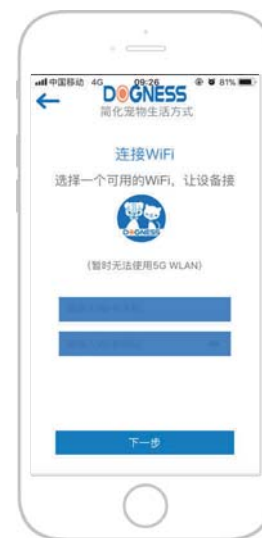 中国移动 4G 09:26 81%
DOGNESS
简化宠物生活方式
连接WiFi
选择一个可用的WiFi，让设备接
DOGNESS
(暂时无法使用5G WLAN)
下一步